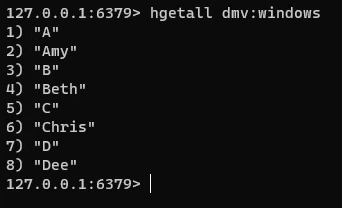 127.0.0.1:6379> hgetall dmv:windows
1) "A"
2) "Amy"
3) "B"
4) "Beth"
5) "C"
6) "Chris"
7) "D"
8) "Dee"
127.0.0.1:6379>